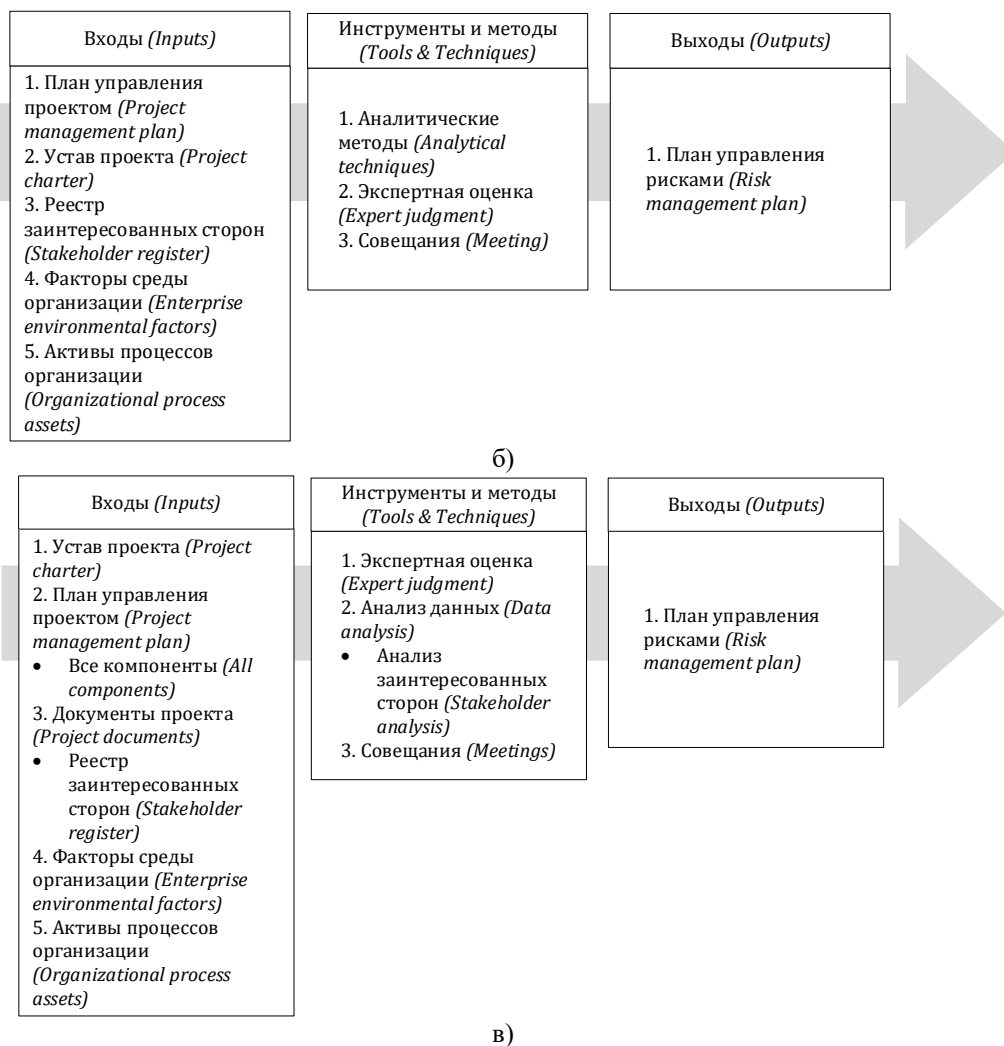 Входы (Inputs)
1. План управления
проектом (Project
management plan)
2. Устав проекта (Project
charter)
3. Реестр
заинтересованных сторон
(Stakeholder register)
4. Факторы среды
организации (Enterprise
environmental factors)
5. Активы процессов
организации
(Organizational process
assets)
Инструменты и методы
(Tools & Techniques)
1. Аналитические
методы (Analytical
techniques)
2. Экспертная оценка
(Expert judgment)
3. Совещания (Meeting)
Выходы (Outputs)
1. План управления
рисками (Risk
management plan)
б)
Входы (Inputs)
1. Устав проекта (Project
charter)
2. План управления
проектом (Project
management plan)
• Все компоненты (All
components)
3. Документы проекта
(Project documents)
• Реестр
заинтересованных
сторон (Stakeholder
register)
4. Факторы среды
организации (Enterprise
environmental factors)
5. Активы процессов
организации
(Organizational process
assets)
Инструменты и методы
(Tools & Techniques)
1. Экспертная оценка
(Expert judgment)
2. Анализ данных (Data
analysis)
• Анализ
заинтересованных
сторон (Stakeholder
analysis)
3. Совещания (Meetings)
Выходы (Outputs)
1. План управления
рисками (Risk
management plan)
в)